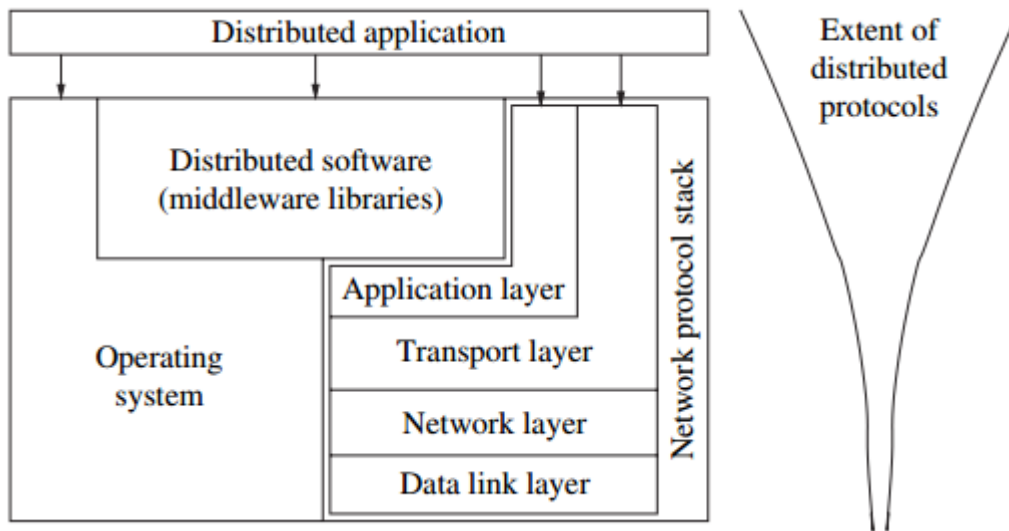 Distributed application
Extent of
distributed
protocols
Distributed software
(middleware libraries)
Network protocol stack
Application layer
Operating
system
Transport layer
Network layer
Data link layer